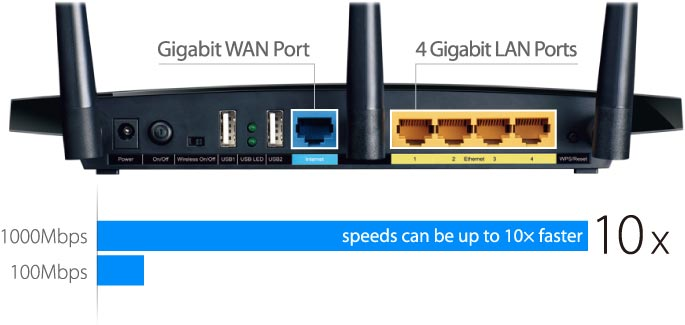 Gigabit WAN Port
4 Gigabit LAN Ports
Power
On/Off
Wireless On/Off
USB1
USB LED
USB2
Internet
1
2
Ethernet
3
4
WPS/Reset
1000Mbps
speeds can be up to 10× faster
10x
100Mbps